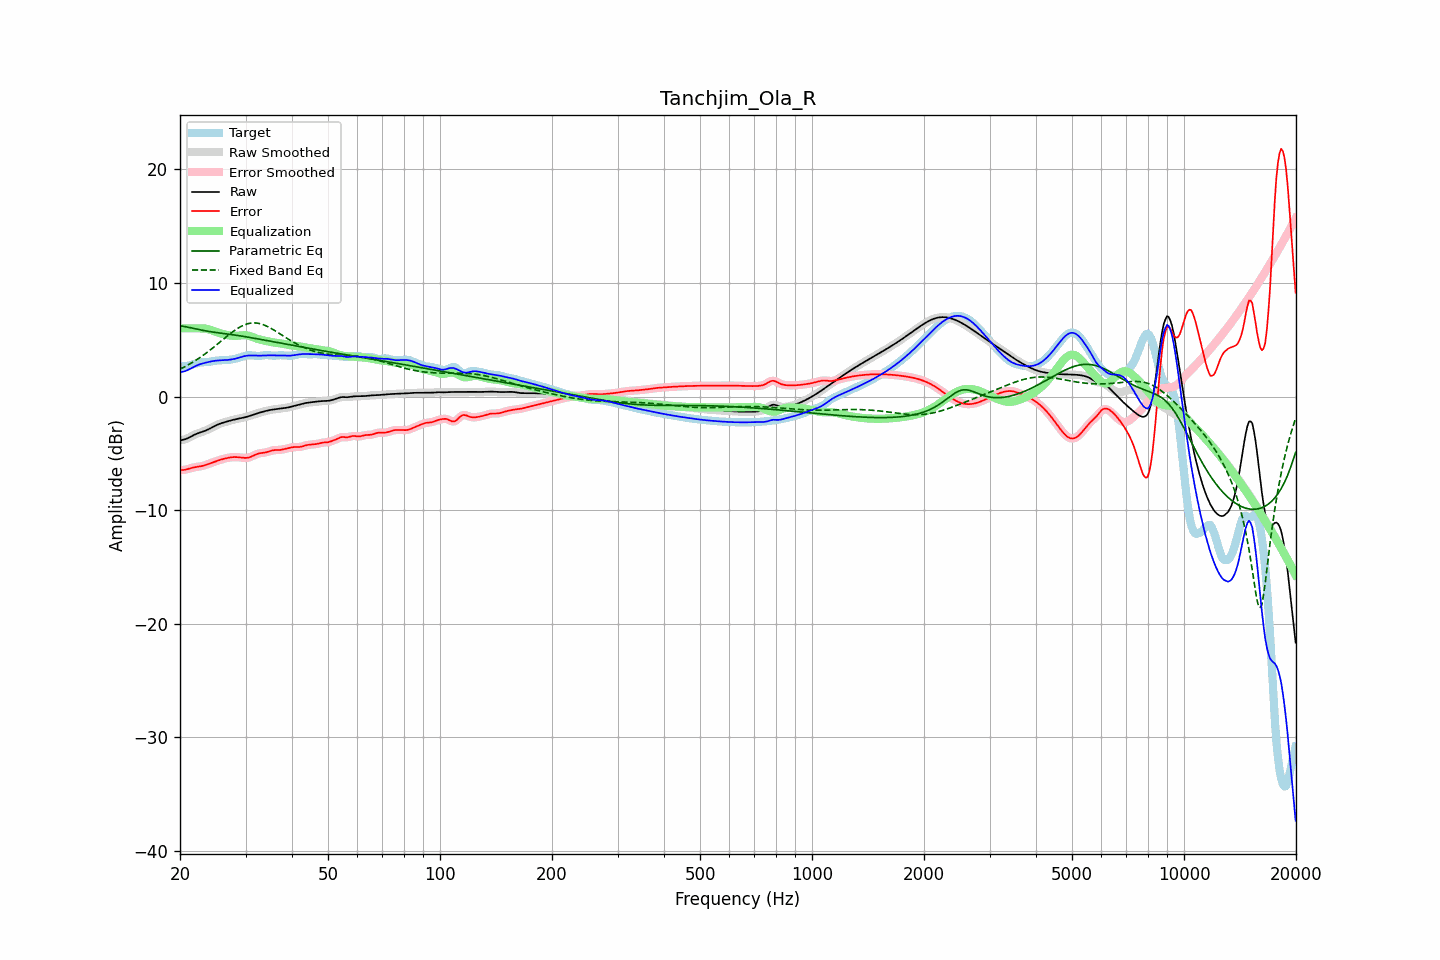 Tanchjim_Ola_R
Target
Raw Smoothed
Error Smoothed
Raw
Error
Equalization
Parametric Eq
Fixed Band Eq
Equalized
20
10
0
−10
−20
−30
−40
Amplitude (dBr)
20
50
100
200
500
1000
2000
5000
10000
20000
Frequency (Hz)